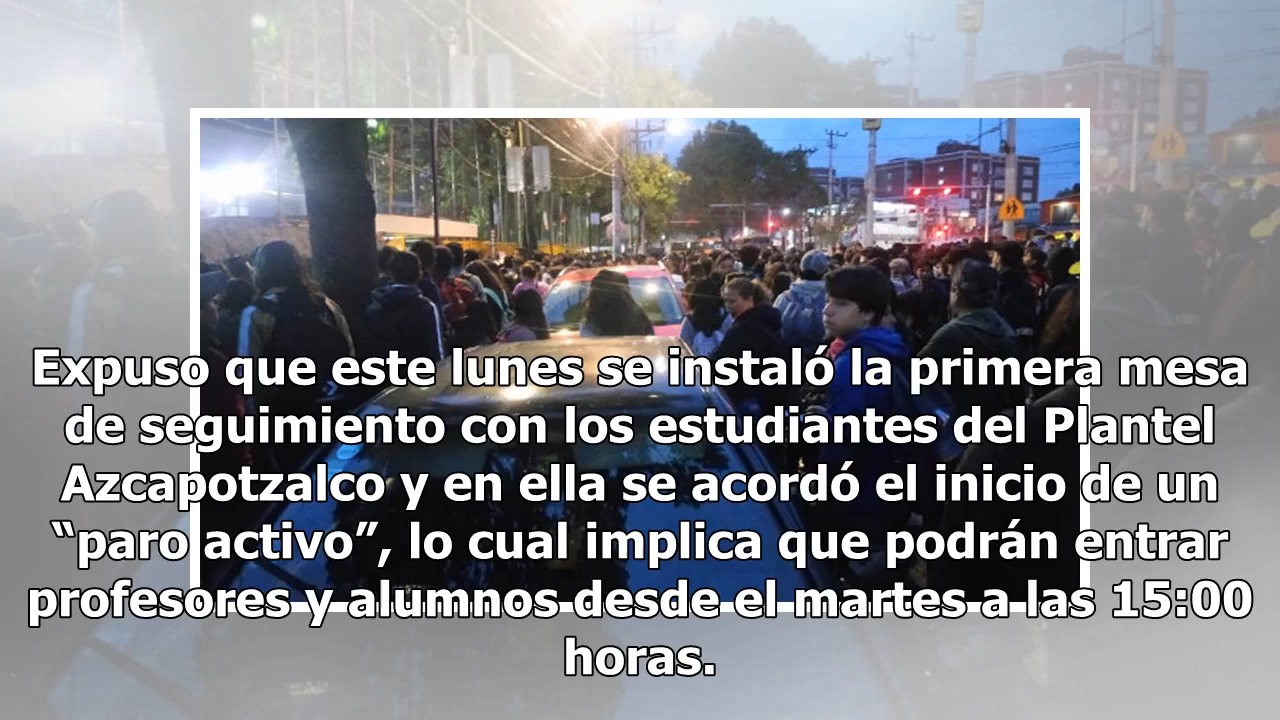 Expuso que este lunes se instaló la primera mesa
de seguimiento con los estudiantes del Plantel
Azcapotzalco y en ella se acordó el inicio de un
“paro activo”, lo cual implica que podrán entrar
profesores y alumnos desde el martes a las 15:00
horas.